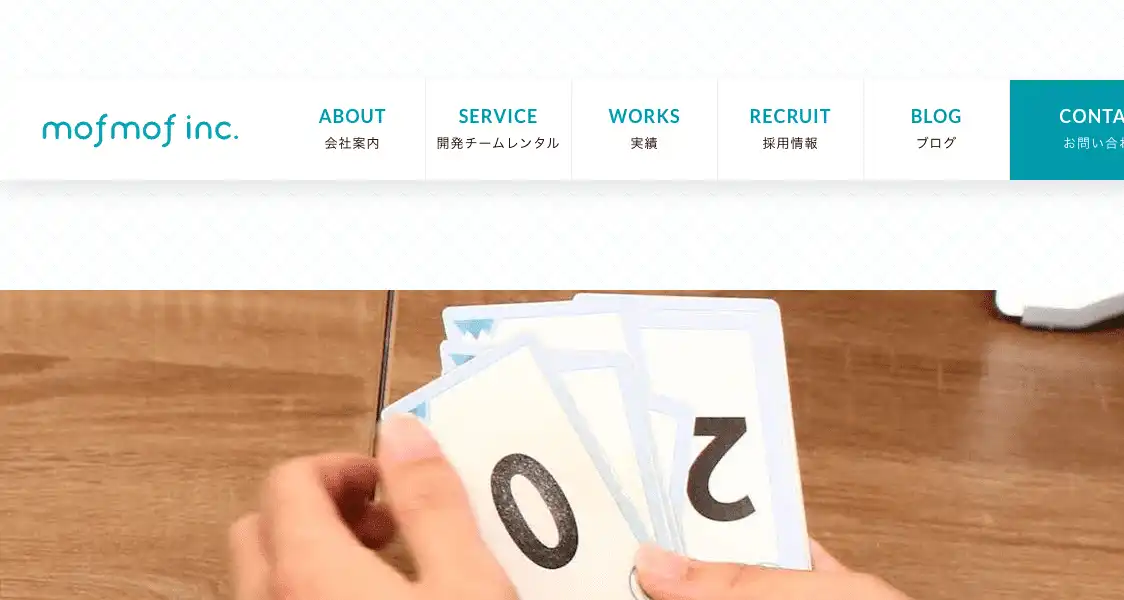 mofmof inc.
ABOUT
会社案内
SERVICE
開発チームレンタル
WORKS
実績
RECRUIT
採用情報
BLOG
ブログ
CONTA
お問い合わ
0
2